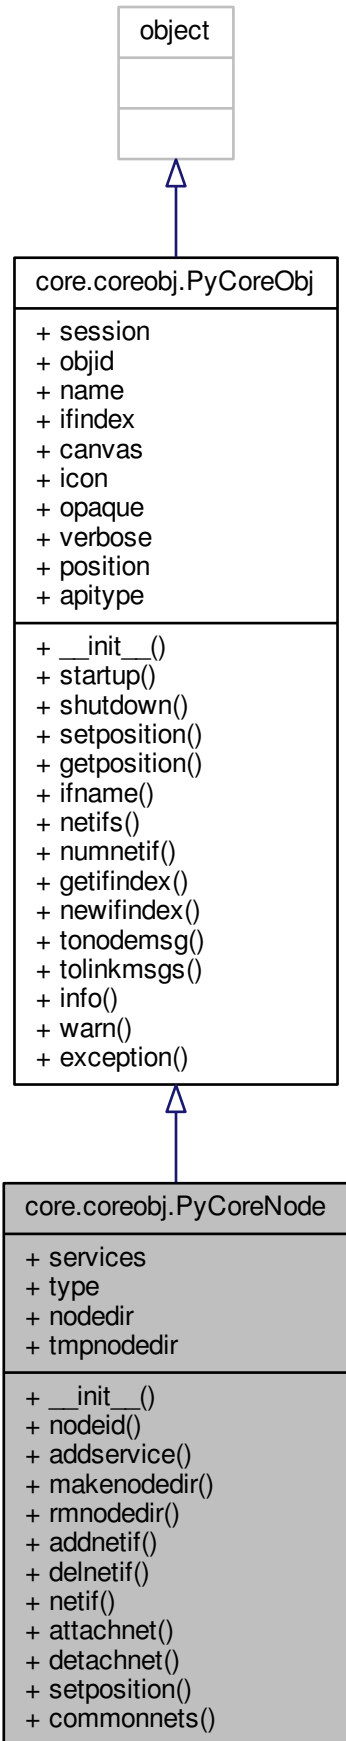 object
core.coreobj.PyCoreObj
+ session
+ objid
+ name
+ ifindex
+ canvas
+ icon
+ opaque
+ verbose
+ position
+ apitype
+ __init__()
+ startup()
+ shutdown()
+ setposition()
+ getposition()
+ ifname()
+ netifs()
+ numnetif()
+ getifindex()
+ newifindex()
+ tonodemsg()
+ tolinkmsgs()
+ info()
+ warn()
+ exception()
core.coreobj.PyCoreNode
+ services
+ type
+ nodedir
+ tmpnodedir
+ __init__()
+ nodeid()
+ addservice()
+ makenodedir()
+ rmnodedir()
+ addnetif()
+ delnetif()
+ netif()
+ attachnet()
+ detachnet()
+ setposition()
+ commonnets()